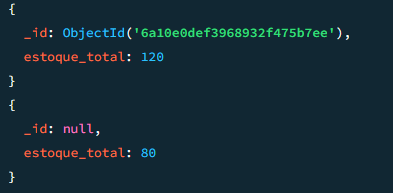 {
  _id: ObjectId('6a10e0def3968932f475b7ee'),
  estoque_total: 120
}
{
  _id: null,
  estoque_total: 80
}